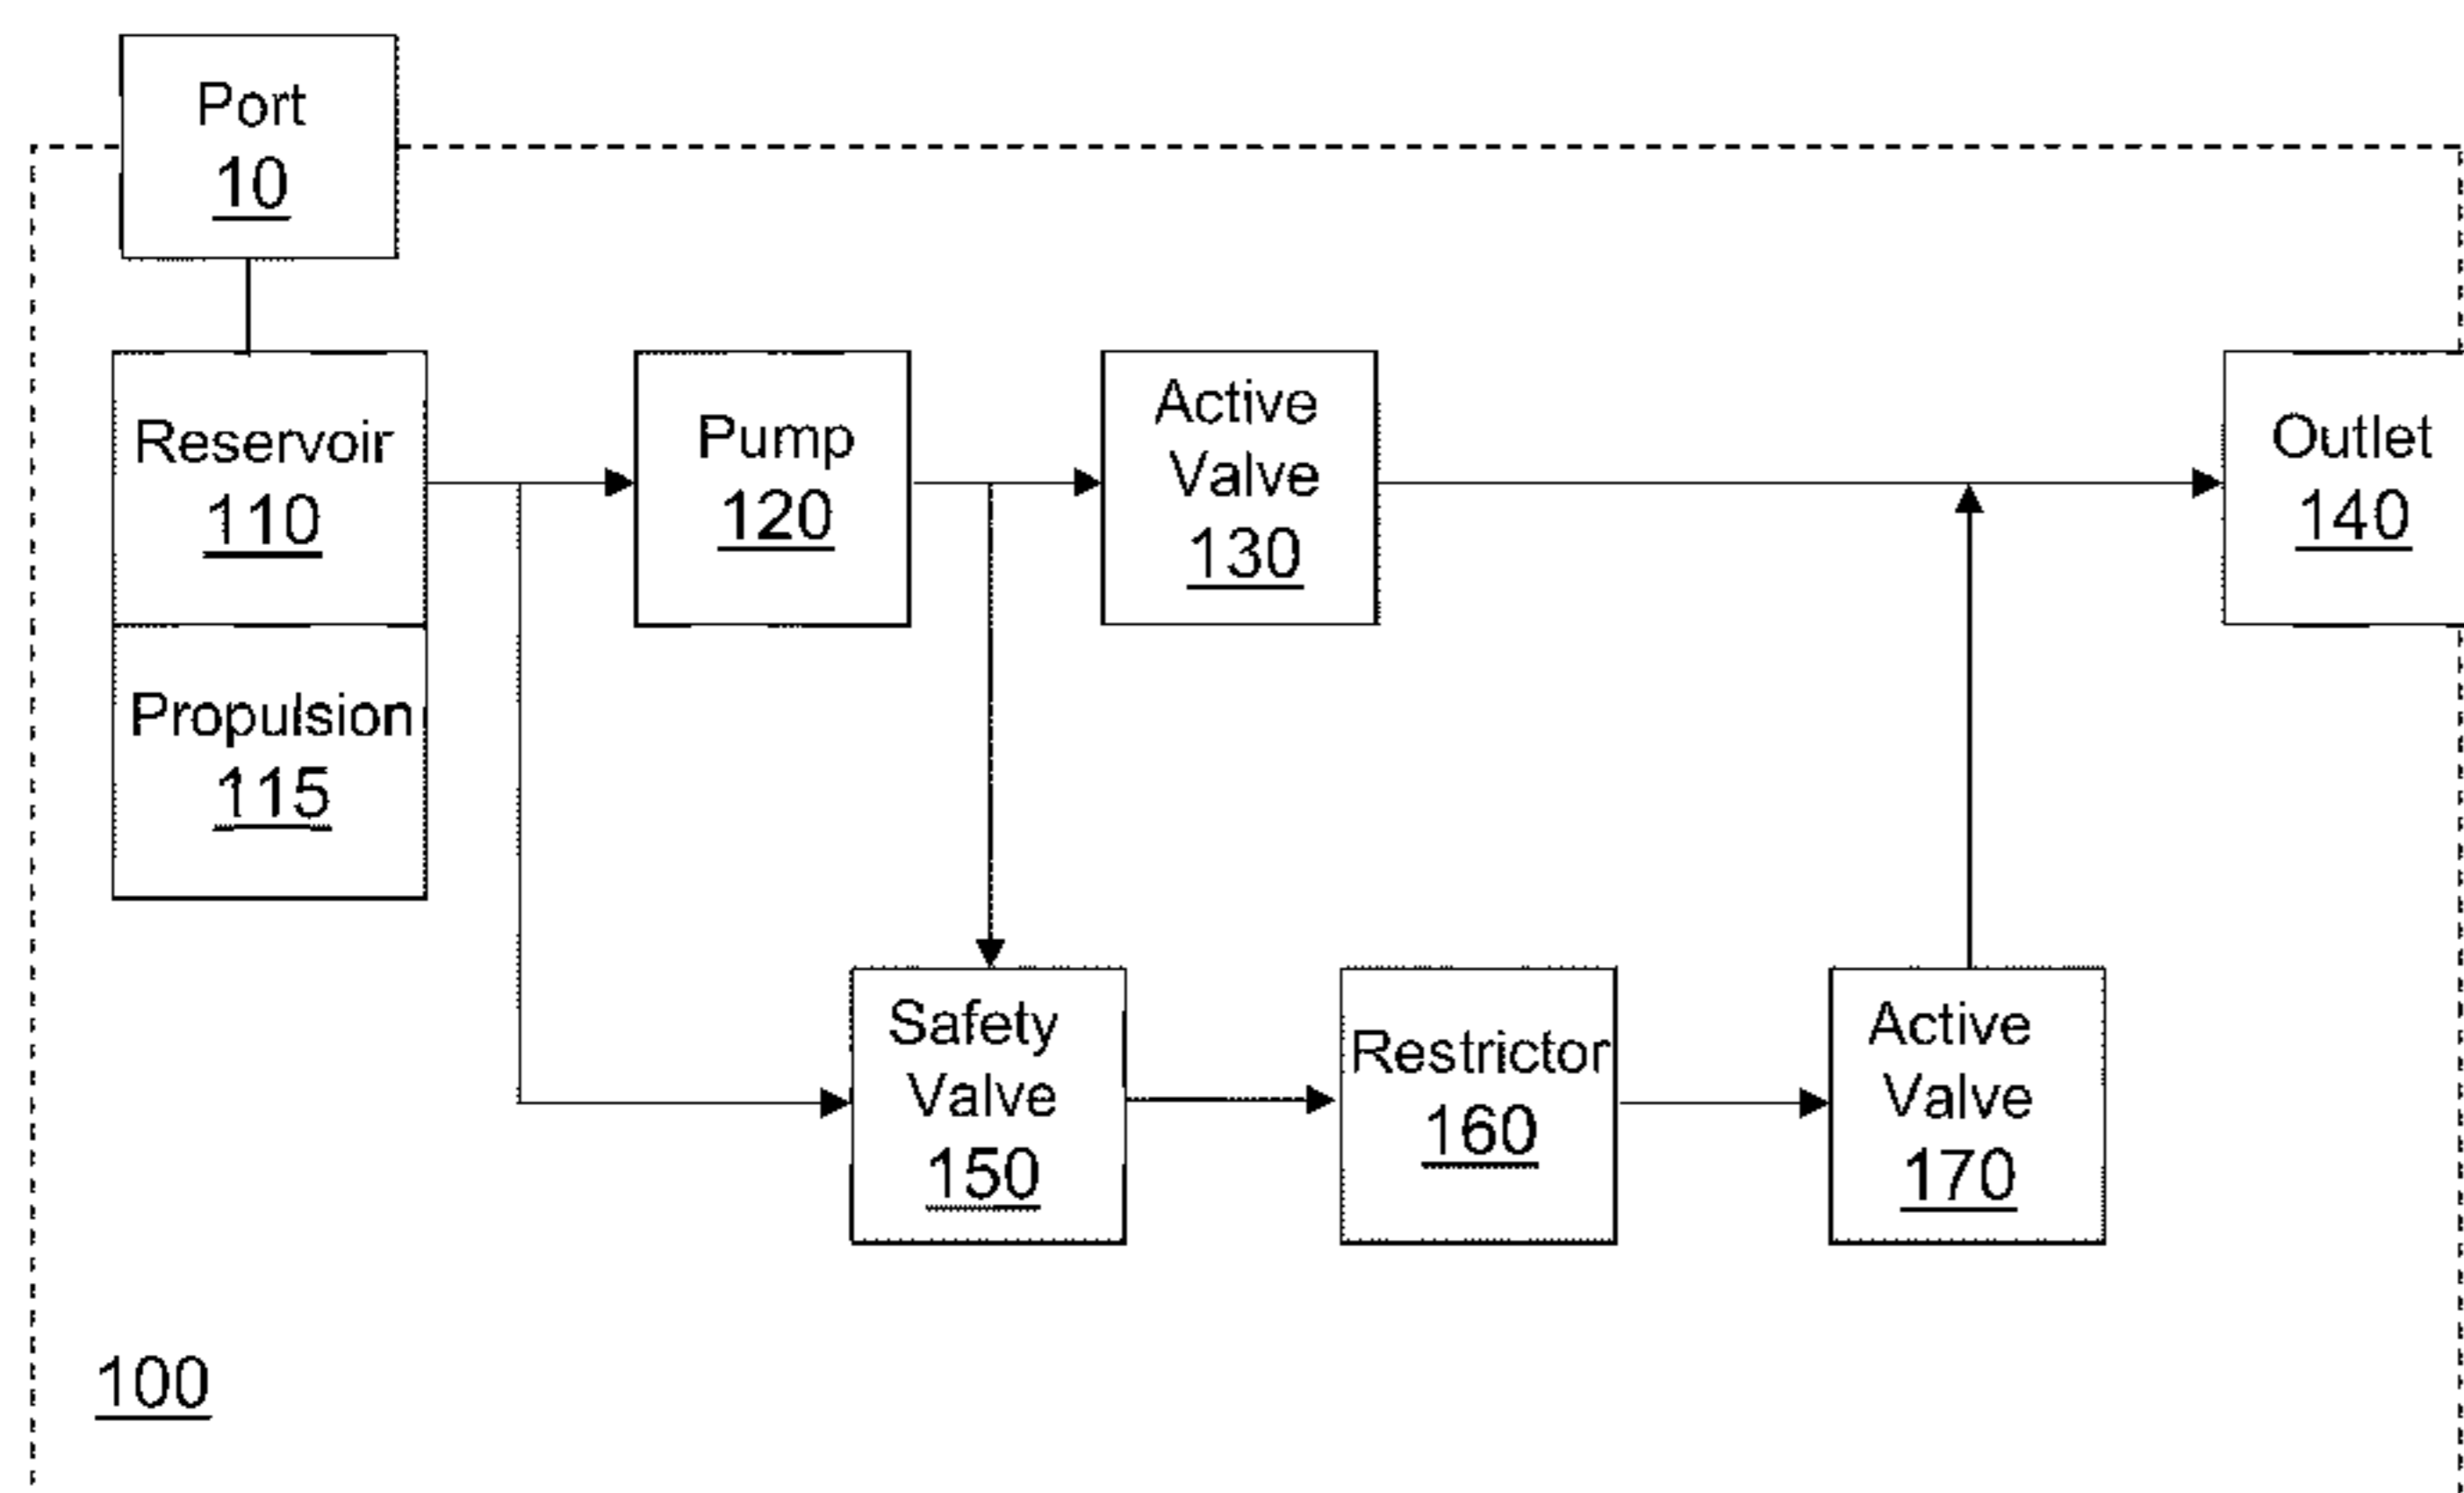 Port
10
Reservoir
110
Propulsion
115
Pump
120
Active
Valve
130
Outlet
140
Safety
Valve
150
Restrictor
160
Active
Valve
170
100